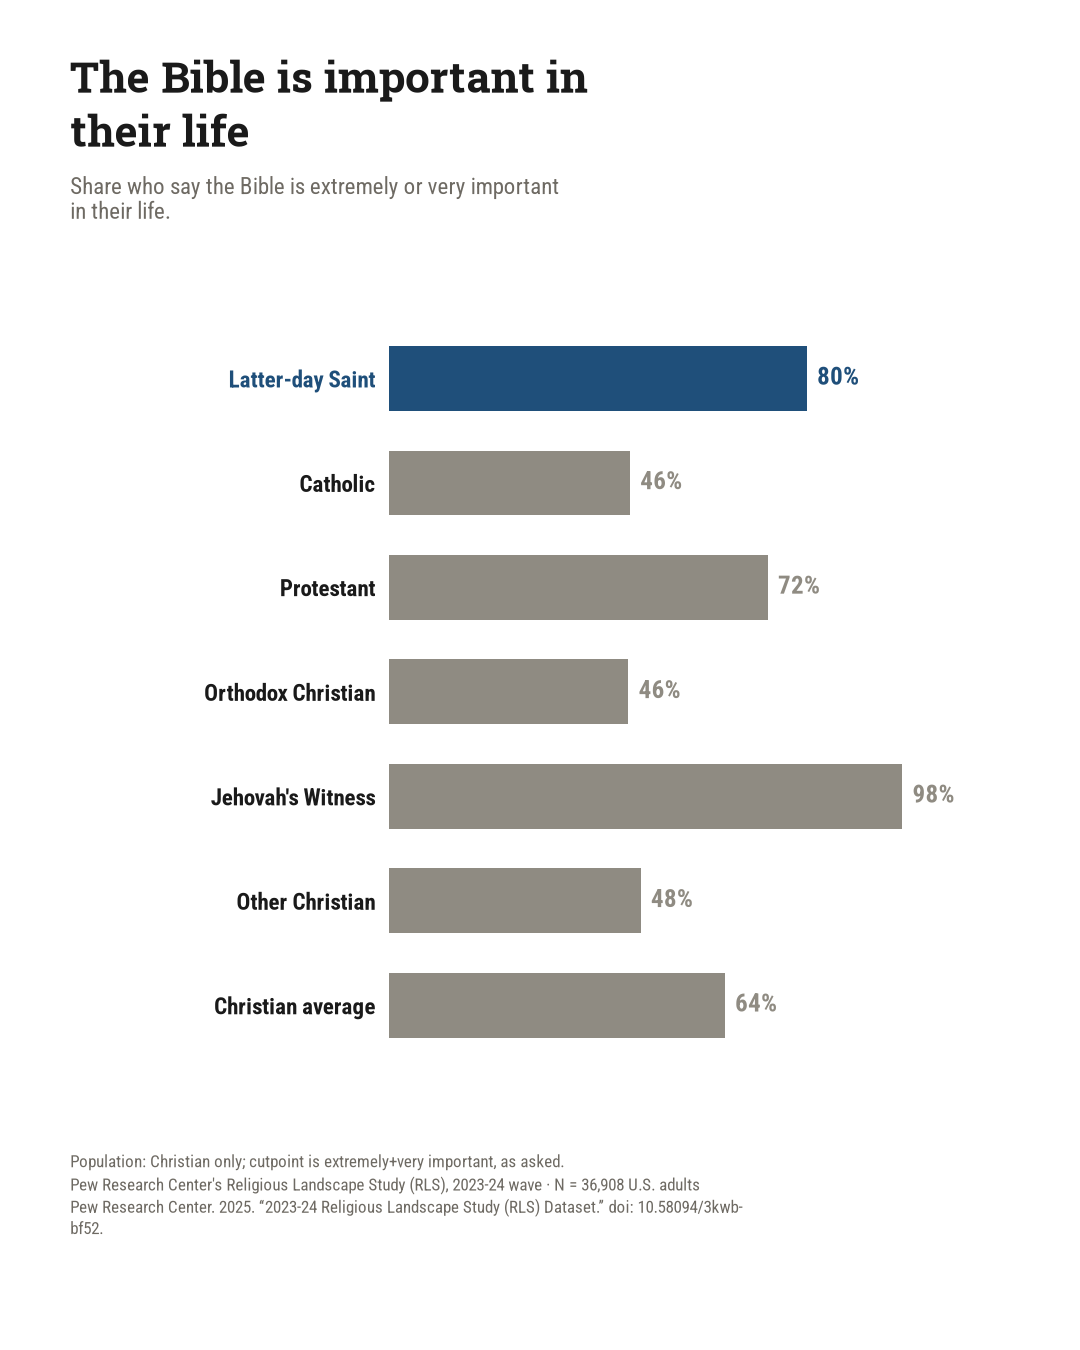 The Bible is important in
their life
Share who say the Bible is extremely or very important
in their life.
Latter-day Saint 80%
Catholic 46%
Protestant 72%
Orthodox Christian 46%
Jehovah's Witness 98%
Other Christian 48%
Christian average 64%
Population: Christian only; cutpoint is extremely+very important, as asked.
Pew Research Center's Religious Landscape Study (RLS), 2023-24 wave · N = 36,908 U.S. adults
Pew Research Center. 2025. “2023-24 Religious Landscape Study (RLS) Dataset.” doi: 10.58094/3kwb-
bf52.